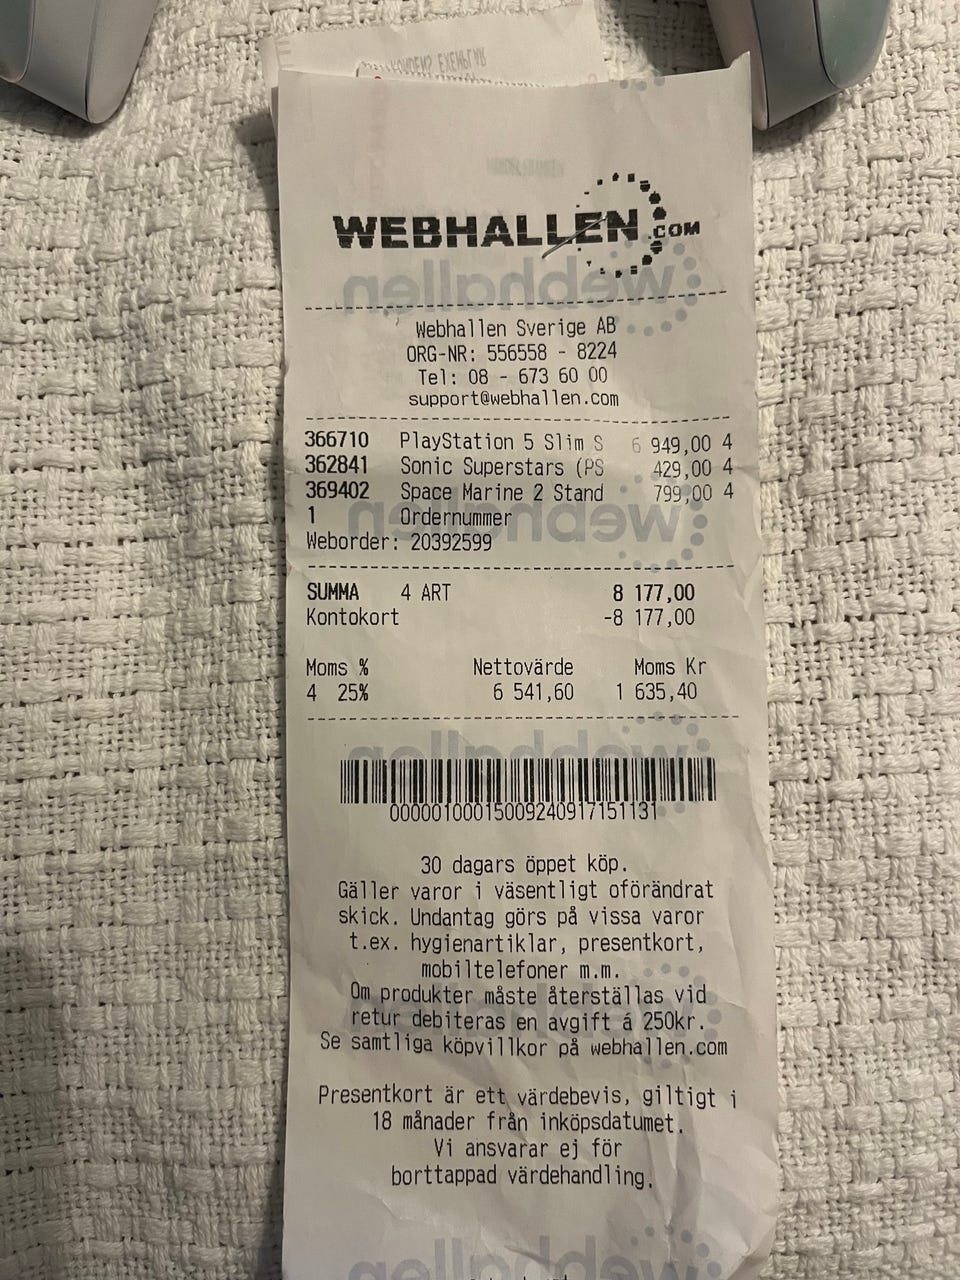 WEBHALLEN.COM
webhallen
Webhallen Sverige AB
ORG-NR: 556558 - 8224
Tel: 08 - 673 60 00
support@webhallen.com
366710 PlayStation 5 Slim S 6 949,00 4
362841 Sonic Superstars (PS 429,00 4
369402 Space Marine 2 Stand 799,00 4
webhallen
1 Ordernummer
Weborder: 20392599
SUMMA 4 ART 8 177,00
Kontokort -8 177,00
Moms % Nettovärde Moms Kr
4 25% 6 541,60 1 635,40
webhallen
00000100015009240917151131
30 dagars öppet köp.
Gäller varor i väsentligt oförändrat
skick. Undantag görs på vissa varor
t.ex. hygienartiklar, presentkort,
mobiltelefoner m.m.
Om produkter måste återställas vid
retur debiteras en avgift á 250kr.
Se samtliga köpvillkor på webhallen.com
Presentkort är ett värdebevis, giltigt i
18 månader från inköpsdatumet.
Vi ansvarar ej för
borttappad värdehandling.
webhallen